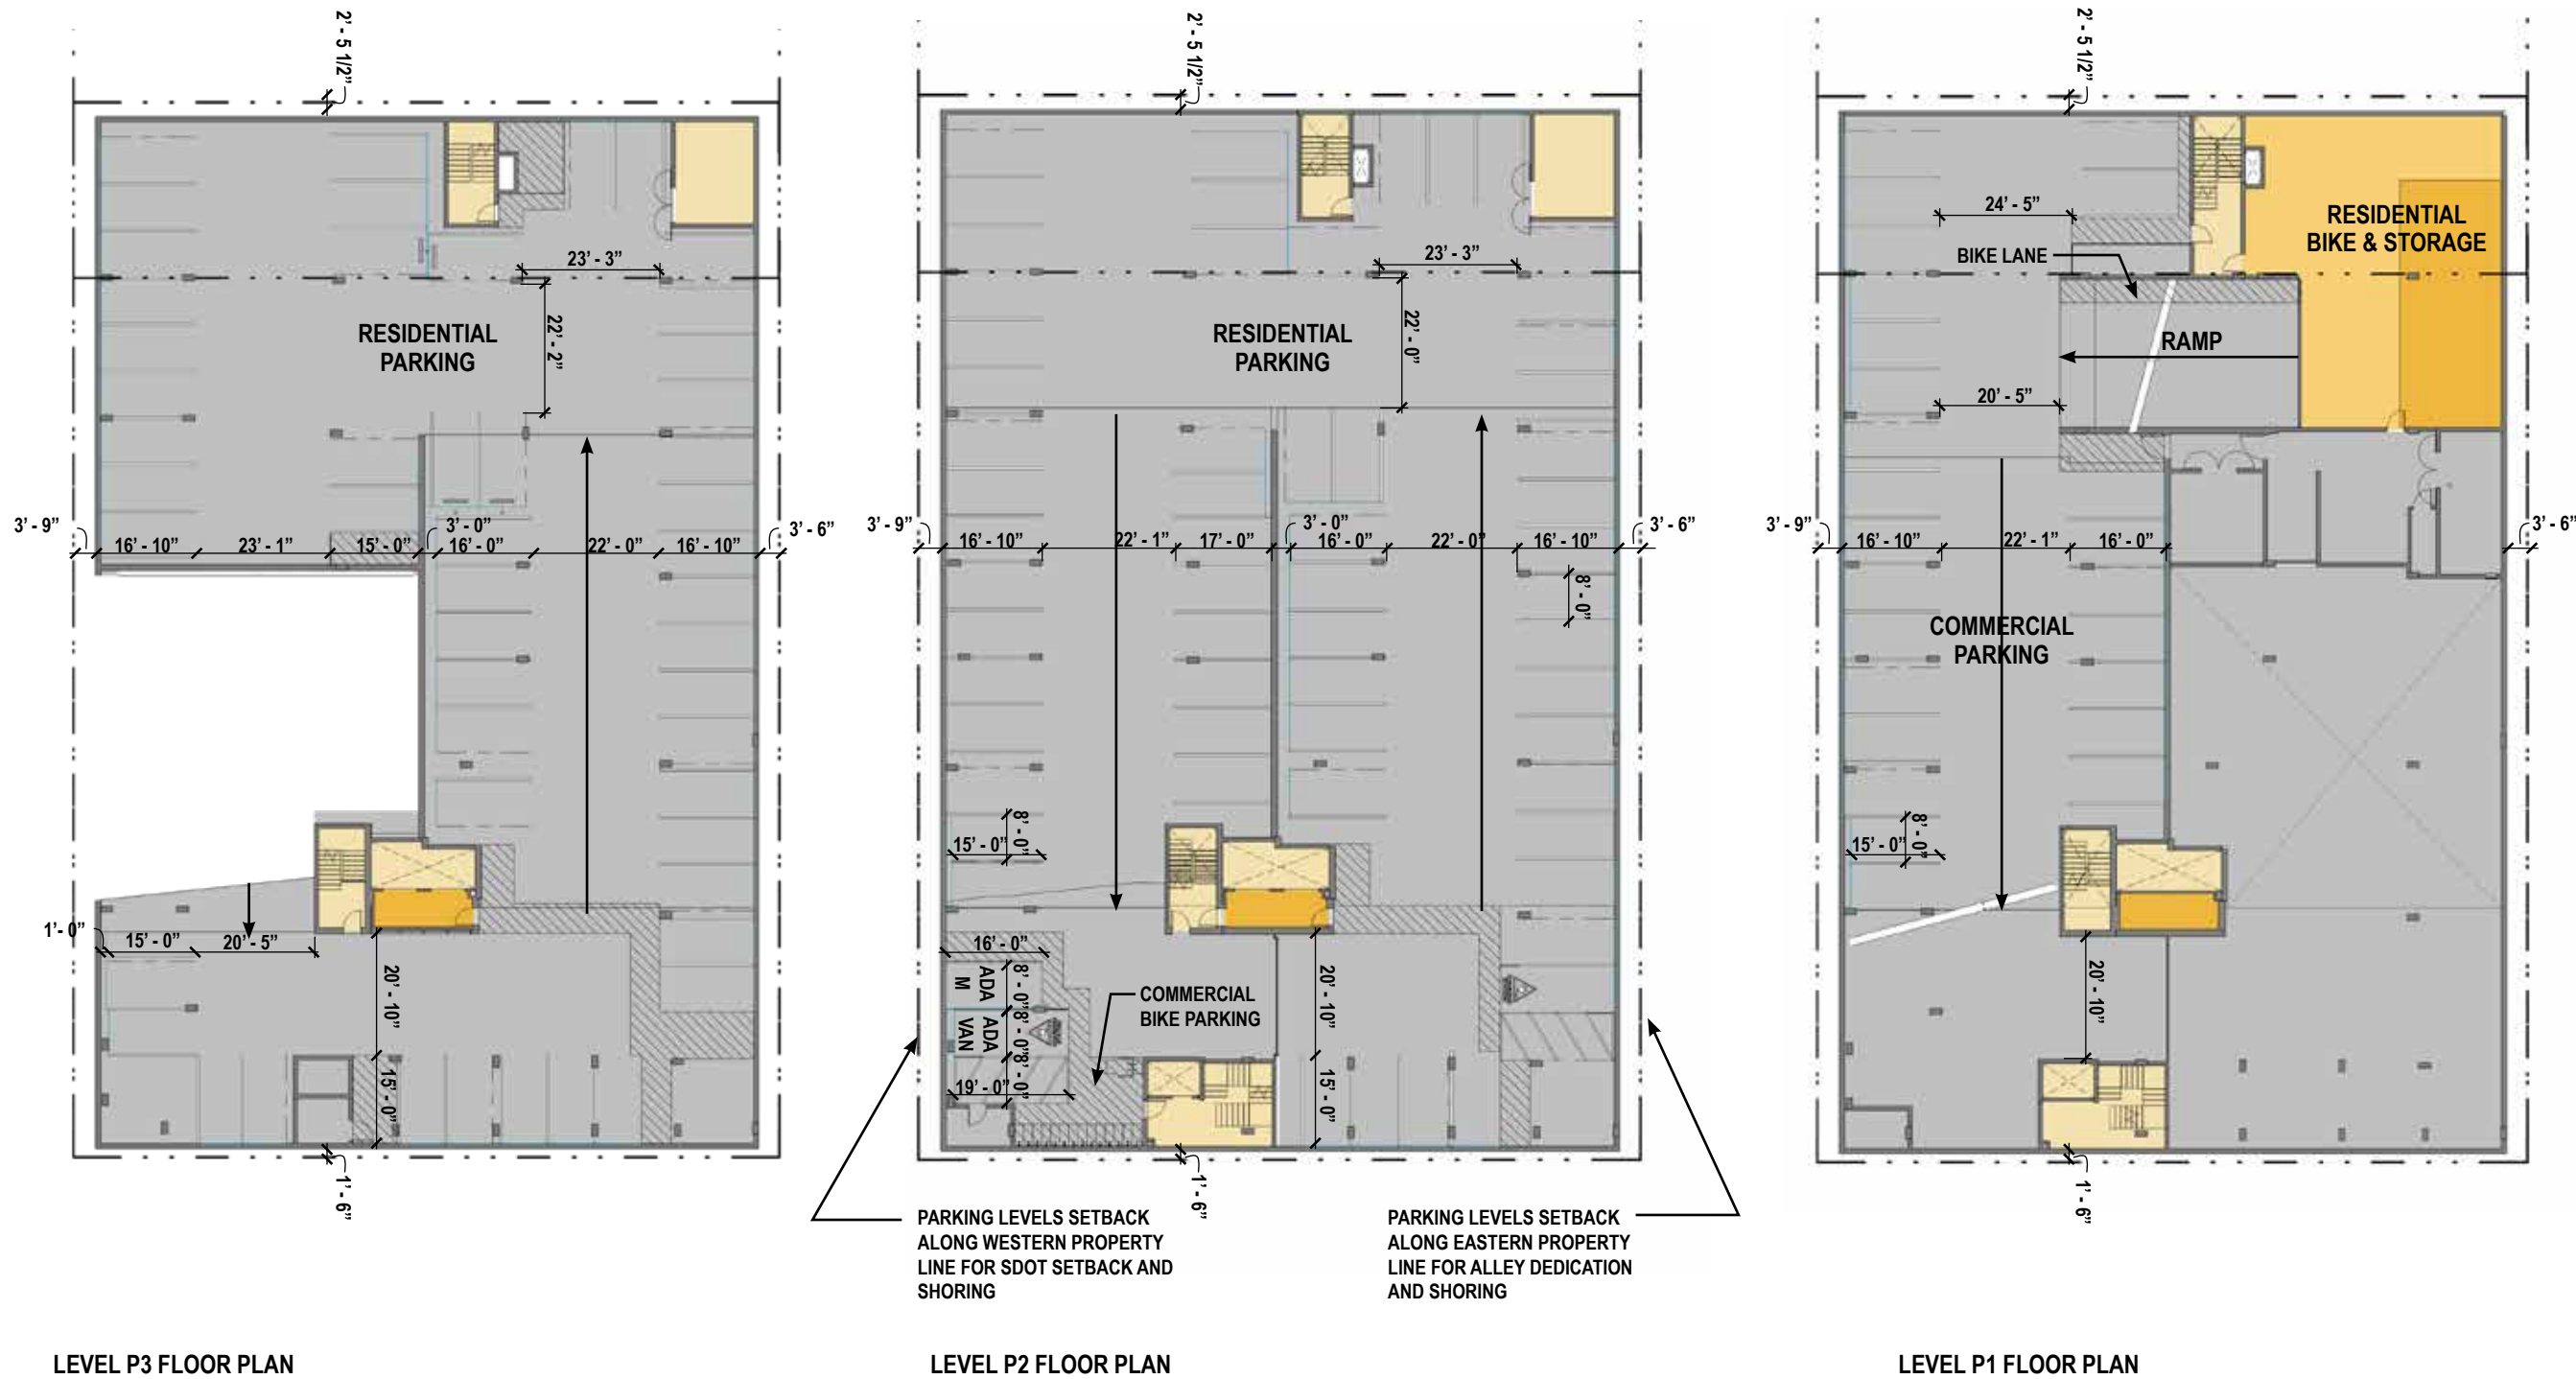 2' - 5 1/2"
23' - 3"
RESIDENTIAL
PARKING
22' - 2"
3' - 9"
16' - 10"
23' - 1"
15' - 0"
3' - 0"
16' - 0"
22' - 0"
16' - 10"
3' - 6"
1' - 0"
15' - 0"
20' - 5"
20' - 10"
15' - 0"
1' - 6"
LEVEL P3 FLOOR PLAN
2' - 5 1/2"
23' - 3"
RESIDENTIAL
PARKING
22' - 0"
3' - 9"
16' - 10"
22' - 1"
17' - 0"
3' - 0"
16' - 0"
22' - 0"
16' - 10"
3' - 6"
8' - 0"
8' - 0"
15' - 0"
16' - 0"
ADA
M
8' - 0"
ADA
VAN
8' - 0"
8' - 0"
19' - 0"
COMMERCIAL
BIKE PARKING
20' - 10"
15' - 0"
1' - 6"
PARKING LEVELS SETBACK
ALONG WESTERN PROPERTY
LINE FOR SDOT SETBACK AND
SHORING
PARKING LEVELS SETBACK
ALONG EASTERN PROPERTY
LINE FOR ALLEY DEDICATION
AND SHORING
LEVEL P2 FLOOR PLAN
2' - 5 1/2"
24' - 5"
RESIDENTIAL
BIKE & STORAGE
BIKE LANE
RAMP
20' - 5"
3' - 9"
16' - 10"
22' - 1"
16' - 0"
3' - 6"
COMMERCIAL
PARKING
8' - 0"
15' - 0"
20' - 10"
1' - 6"
LEVEL P1 FLOOR PLAN